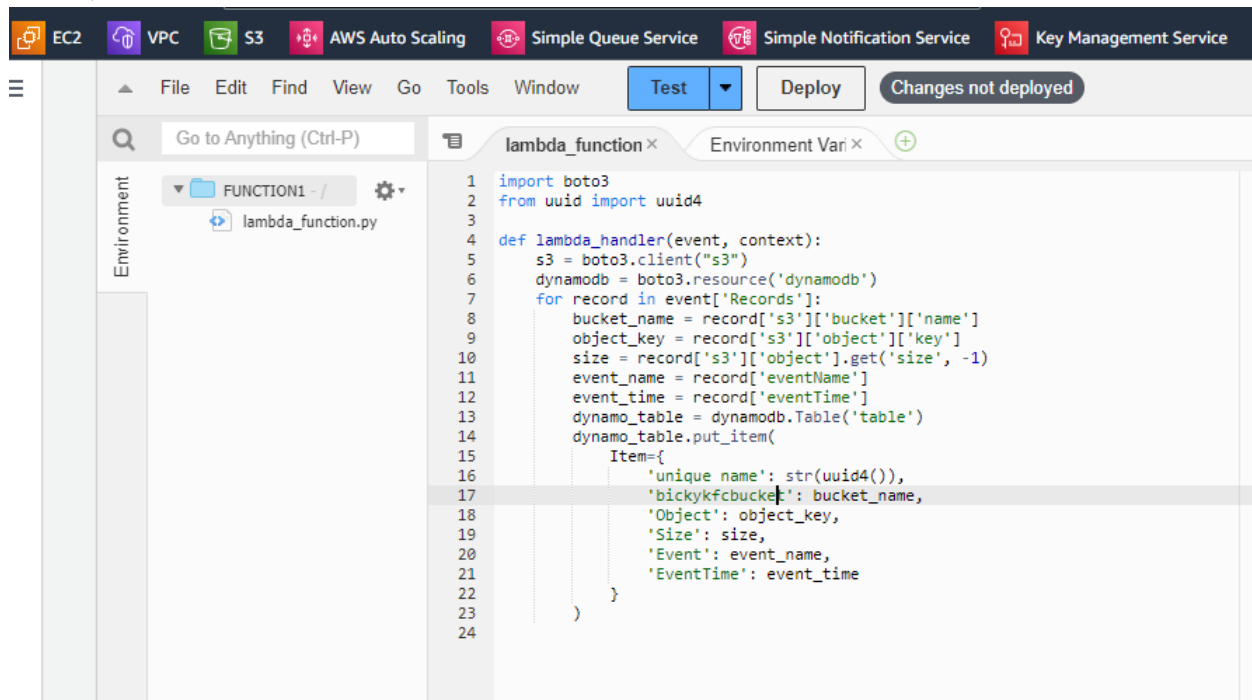 EC2 VPC S3 AWS Auto Scaling Simple Queue Service Simple Notification Service Key Management Service
File Edit Find View Go Tools Window Test Deploy Changes not deployed
Go to Anything (Ctrl-P)
lambda_function × Environment Vari ×
Environment
FUNCTION1 - /
lambda_function.py
1 import boto3
2 from uuid import uuid4
3
4 def lambda_handler(event, context):
5     s3 = boto3.client("s3")
6     dynamodb = boto3.resource('dynamodb')
7     for record in event['Records']:
8         bucket_name = record['s3']['bucket']['name']
9         object_key = record['s3']['object']['key']
10         size = record['s3']['object'].get('size', -1)
11         event_name = record['eventName']
12         event_time = record['eventTime']
13         dynamo_table = dynamodb.Table('table')
14         dynamo_table.put_item(
15             Item={
16                 'unique name': str(uuid4()),
17                 'bickykfcbucket': bucket_name,
18                 'Object': object_key,
19                 'Size': size,
20                 'Event': event_name,
21                 'EventTime': event_time
22             }
23         )
24